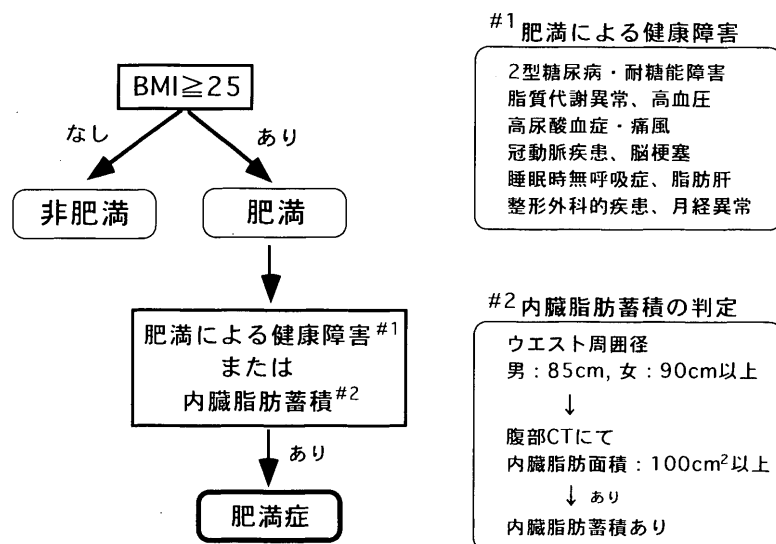 BMI≧25
なし
あり
非肥満
肥満
肥満による健康障害#1
または
内臓脂肪蓄積#2
あり
肥満症
#1 肥満による健康障害
2型糖尿病・耐糖能障害
脂質代謝異常、高血圧
高尿酸血症・痛風
冠動脈疾患、脳梗塞
睡眠時無呼吸症、脂肪肝
整形外科的疾患、月経異常
#2 内臓脂肪蓄積の判定
ウエスト周囲径
男：85cm, 女：90cm以上
↓
腹部CTにて
内臓脂肪面積：100cm²以上
↓ あり
内臓脂肪蓄積あり